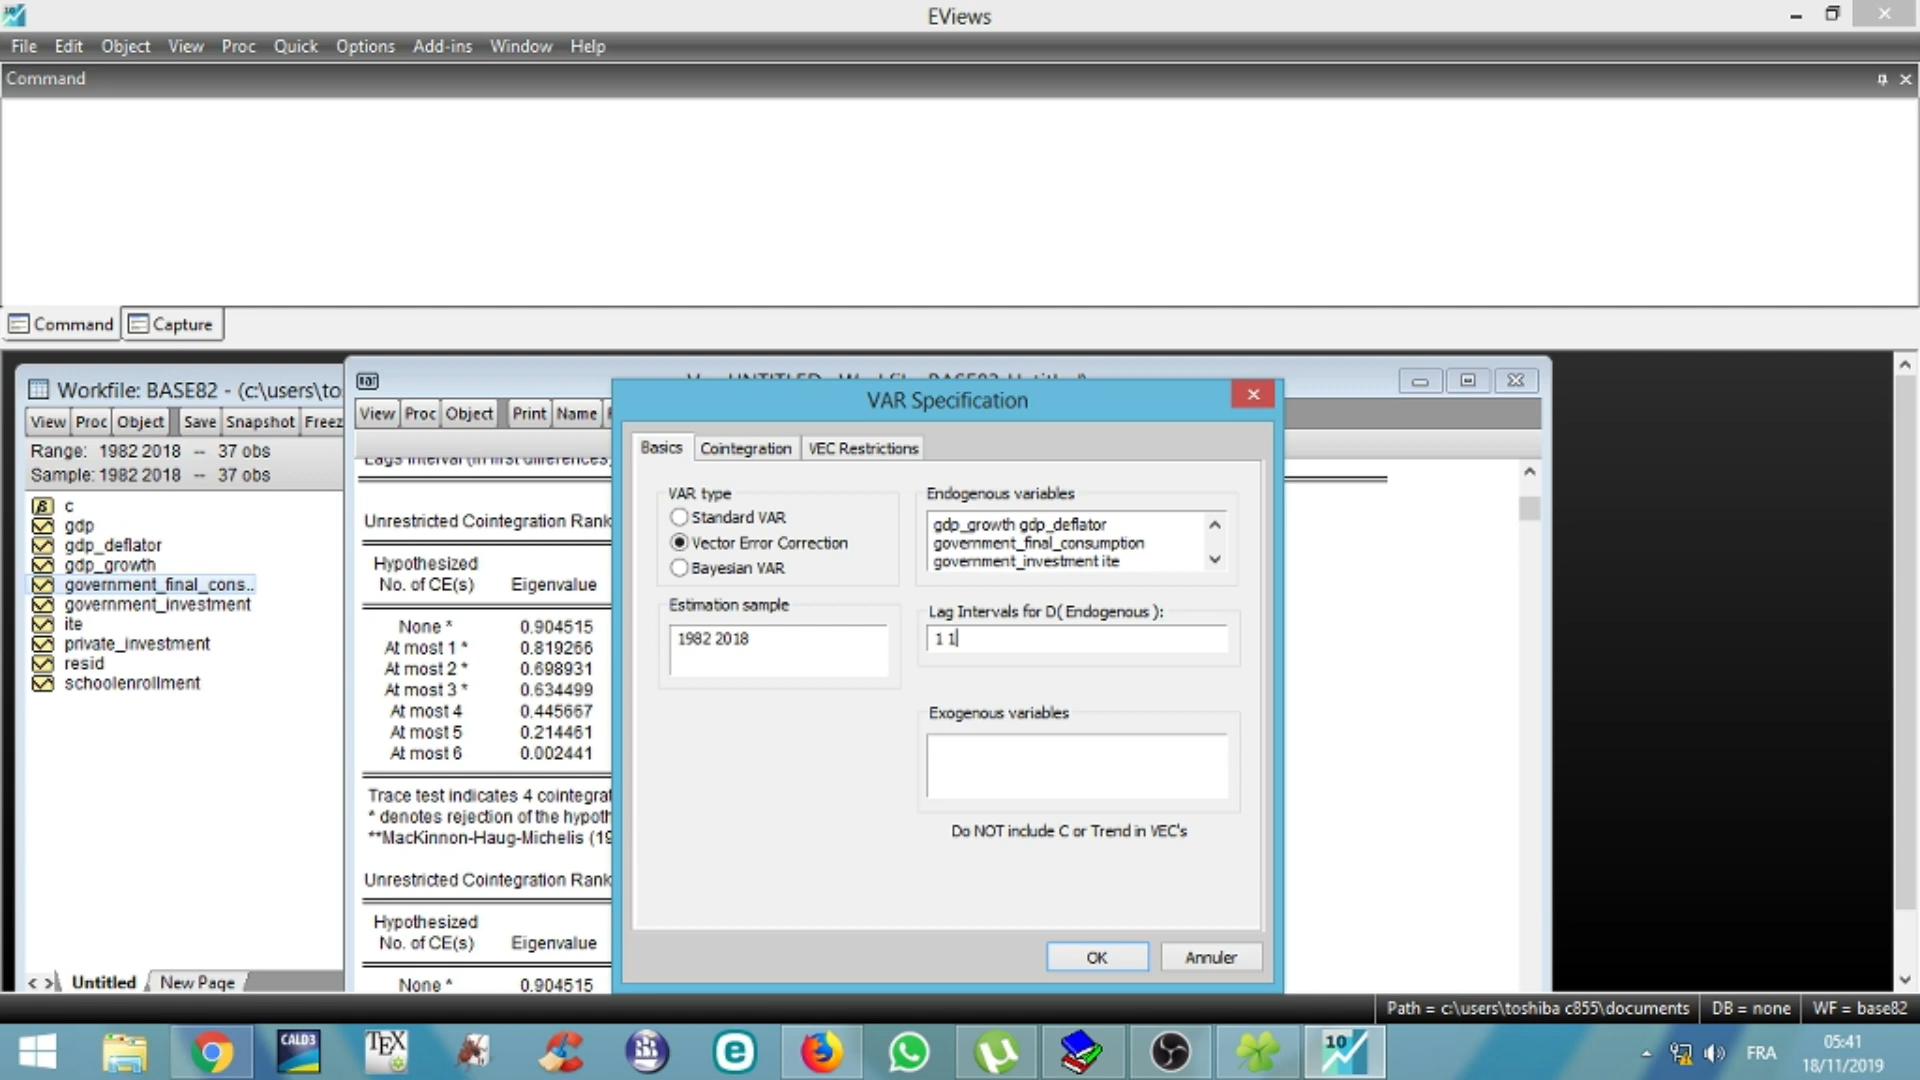 EViews
File Edit Object View Proc Quick Options Add-ins Window Help
Command
Command Capture
Workfile: BASE82 - (c:\users\to
View Proc Object Save Snapshot Freez
Range: 1982 2018 -- 37 obs
Sample: 1982 2018 -- 37 obs
c
gdp
gdp_deflator
gdp_growth
government_final_cons..
government_investment
ite
private_investment
resid
schoolenrollment
Untitled New Page
var
View Proc Object Print Name
Lags interval (in first differences)
Unrestricted Cointegration Rank
Hypothesized
No. of CE(s) Eigenvalue
None * 0.904515
At most 1 * 0.819266
At most 2 * 0.698931
At most 3 * 0.634499
At most 4 0.445667
At most 5 0.214461
At most 6 0.002441
Trace test indicates 4 cointegrat
* denotes rejection of the hypoth
**MacKinnon-Haug-Michelis (19
Unrestricted Cointegration Rank
Hypothesized
No. of CE(s) Eigenvalue
None * 0.904515
VAR Specification
Basics Cointegration VEC Restrictions
VAR type
Standard VAR
Vector Error Correction
Bayesian VAR
Estimation sample
1982 2018
Endogenous variables
gdp_growth gdp_deflator
government_final_consumption
government_investment ite
Lag Intervals for D( Endogenous ):
1 1
Exogenous variables
Do NOT include C or Trend in VEC's
OK Annuler
Path = c:\users\toshiba c855\documents DB = none WF = base82
CALD3
TEX
10
FRA
05:41
18/11/2019